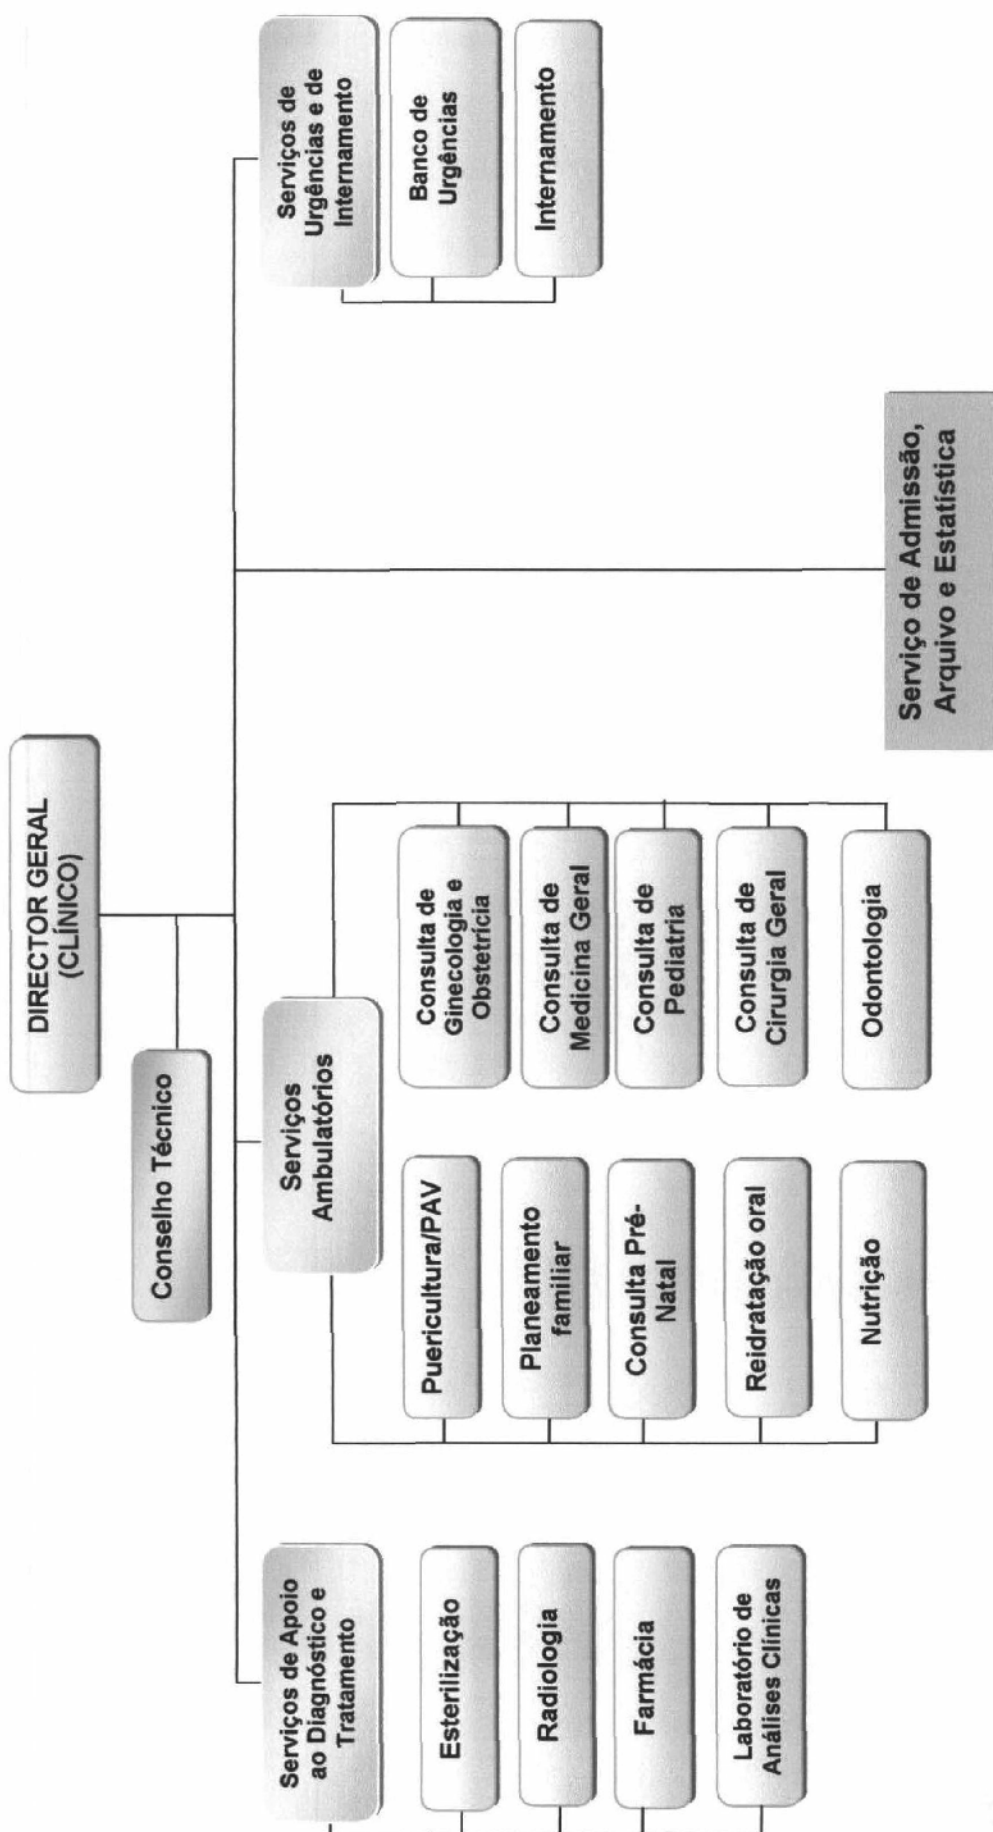 DIRECTOR GERAL
(CLÍNICO)
Conselho Técnico
Serviços de Apoio
ao Diagnóstico e
Tratamento
Esterilização
Radiologia
Farmácia
Laboratório de
Análises Clínicas
Serviços
Ambulatórios
Puericultura/PAV
Planeamento
familiar
Consulta Pré-
Natal
Reidratação oral
Nutrição
Consulta de
Ginecologia e
Obstetrícia
Consulta de
Medicina Geral
Consulta de
Pediatria
Consulta de
Cirurgia Geral
Odontologia
Serviço de Admissão,
Arquivo e Estatística
Serviços de
Urgências e de
Internamento
Banco de
Urgências
Internamento